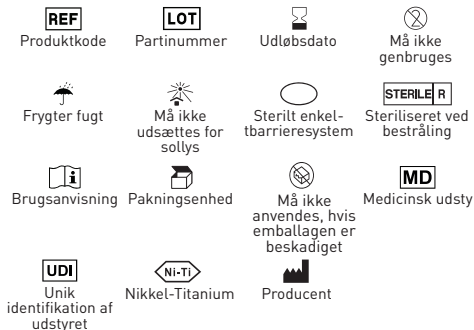 REF
LOT
2
Produktkode
Partinummer
Udløbsdato
Må ikke
genbruges
STERILE R
Frygter fugt
Må ikke
udsættes for
sollys
Sterilt enkel-
tbarrieresystem
Steriliseret ved
bestråling
i
MD
Brugsanvisning
Pakningsenhed
Må ikke
anvendes, hvis
emballagen er
beskadiget
Medicinsk udsty
UDI
Ni-Ti
Unik
identifikation af
udstyret
Nikkel-Titanium
Producent